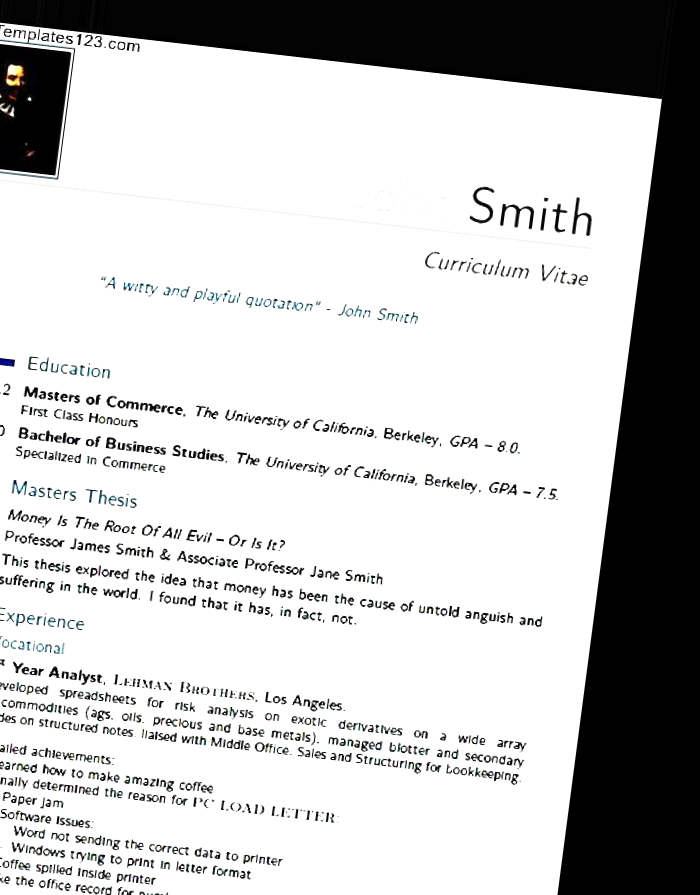 Templates123.com
Smith
Curriculum Vitae
"A witty and playful quotation" - John Smith
Education
2 Masters of Commerce, The University of California, Berkeley, GPA – 8.0.
First Class Honours
0 Bachelor of Business Studies, The University of California, Berkeley, GPA – 7.5.
Specialized in Commerce
Masters Thesis
Money Is The Root Of All Evil – Or Is It?
Professor James Smith & Associate Professor Jane Smith
This thesis explored the idea that money has been the cause of untold anguish and
suffering in the world. I found that it has, in fact, not.
Experience
ocational
Year Analyst, LEHMAN BROTHERS, Los Angeles.
eveloped spreadsheets for risk analysis on exotic derivatives on a wide array
commodities (ags, oils, precious and base metals), managed blotter and secondary
des on structured notes, liaised with Middle Office, Sales and Structuring for bookkeeping.
ailed achievements:
earned how to make amazing coffee
nally determined the reason for PC LOAD LETTER:
Paper jam
Software issues:
Word not sending the correct data to printer
Windows trying to print in letter format
Coffee spilled inside printer
ke the office record for